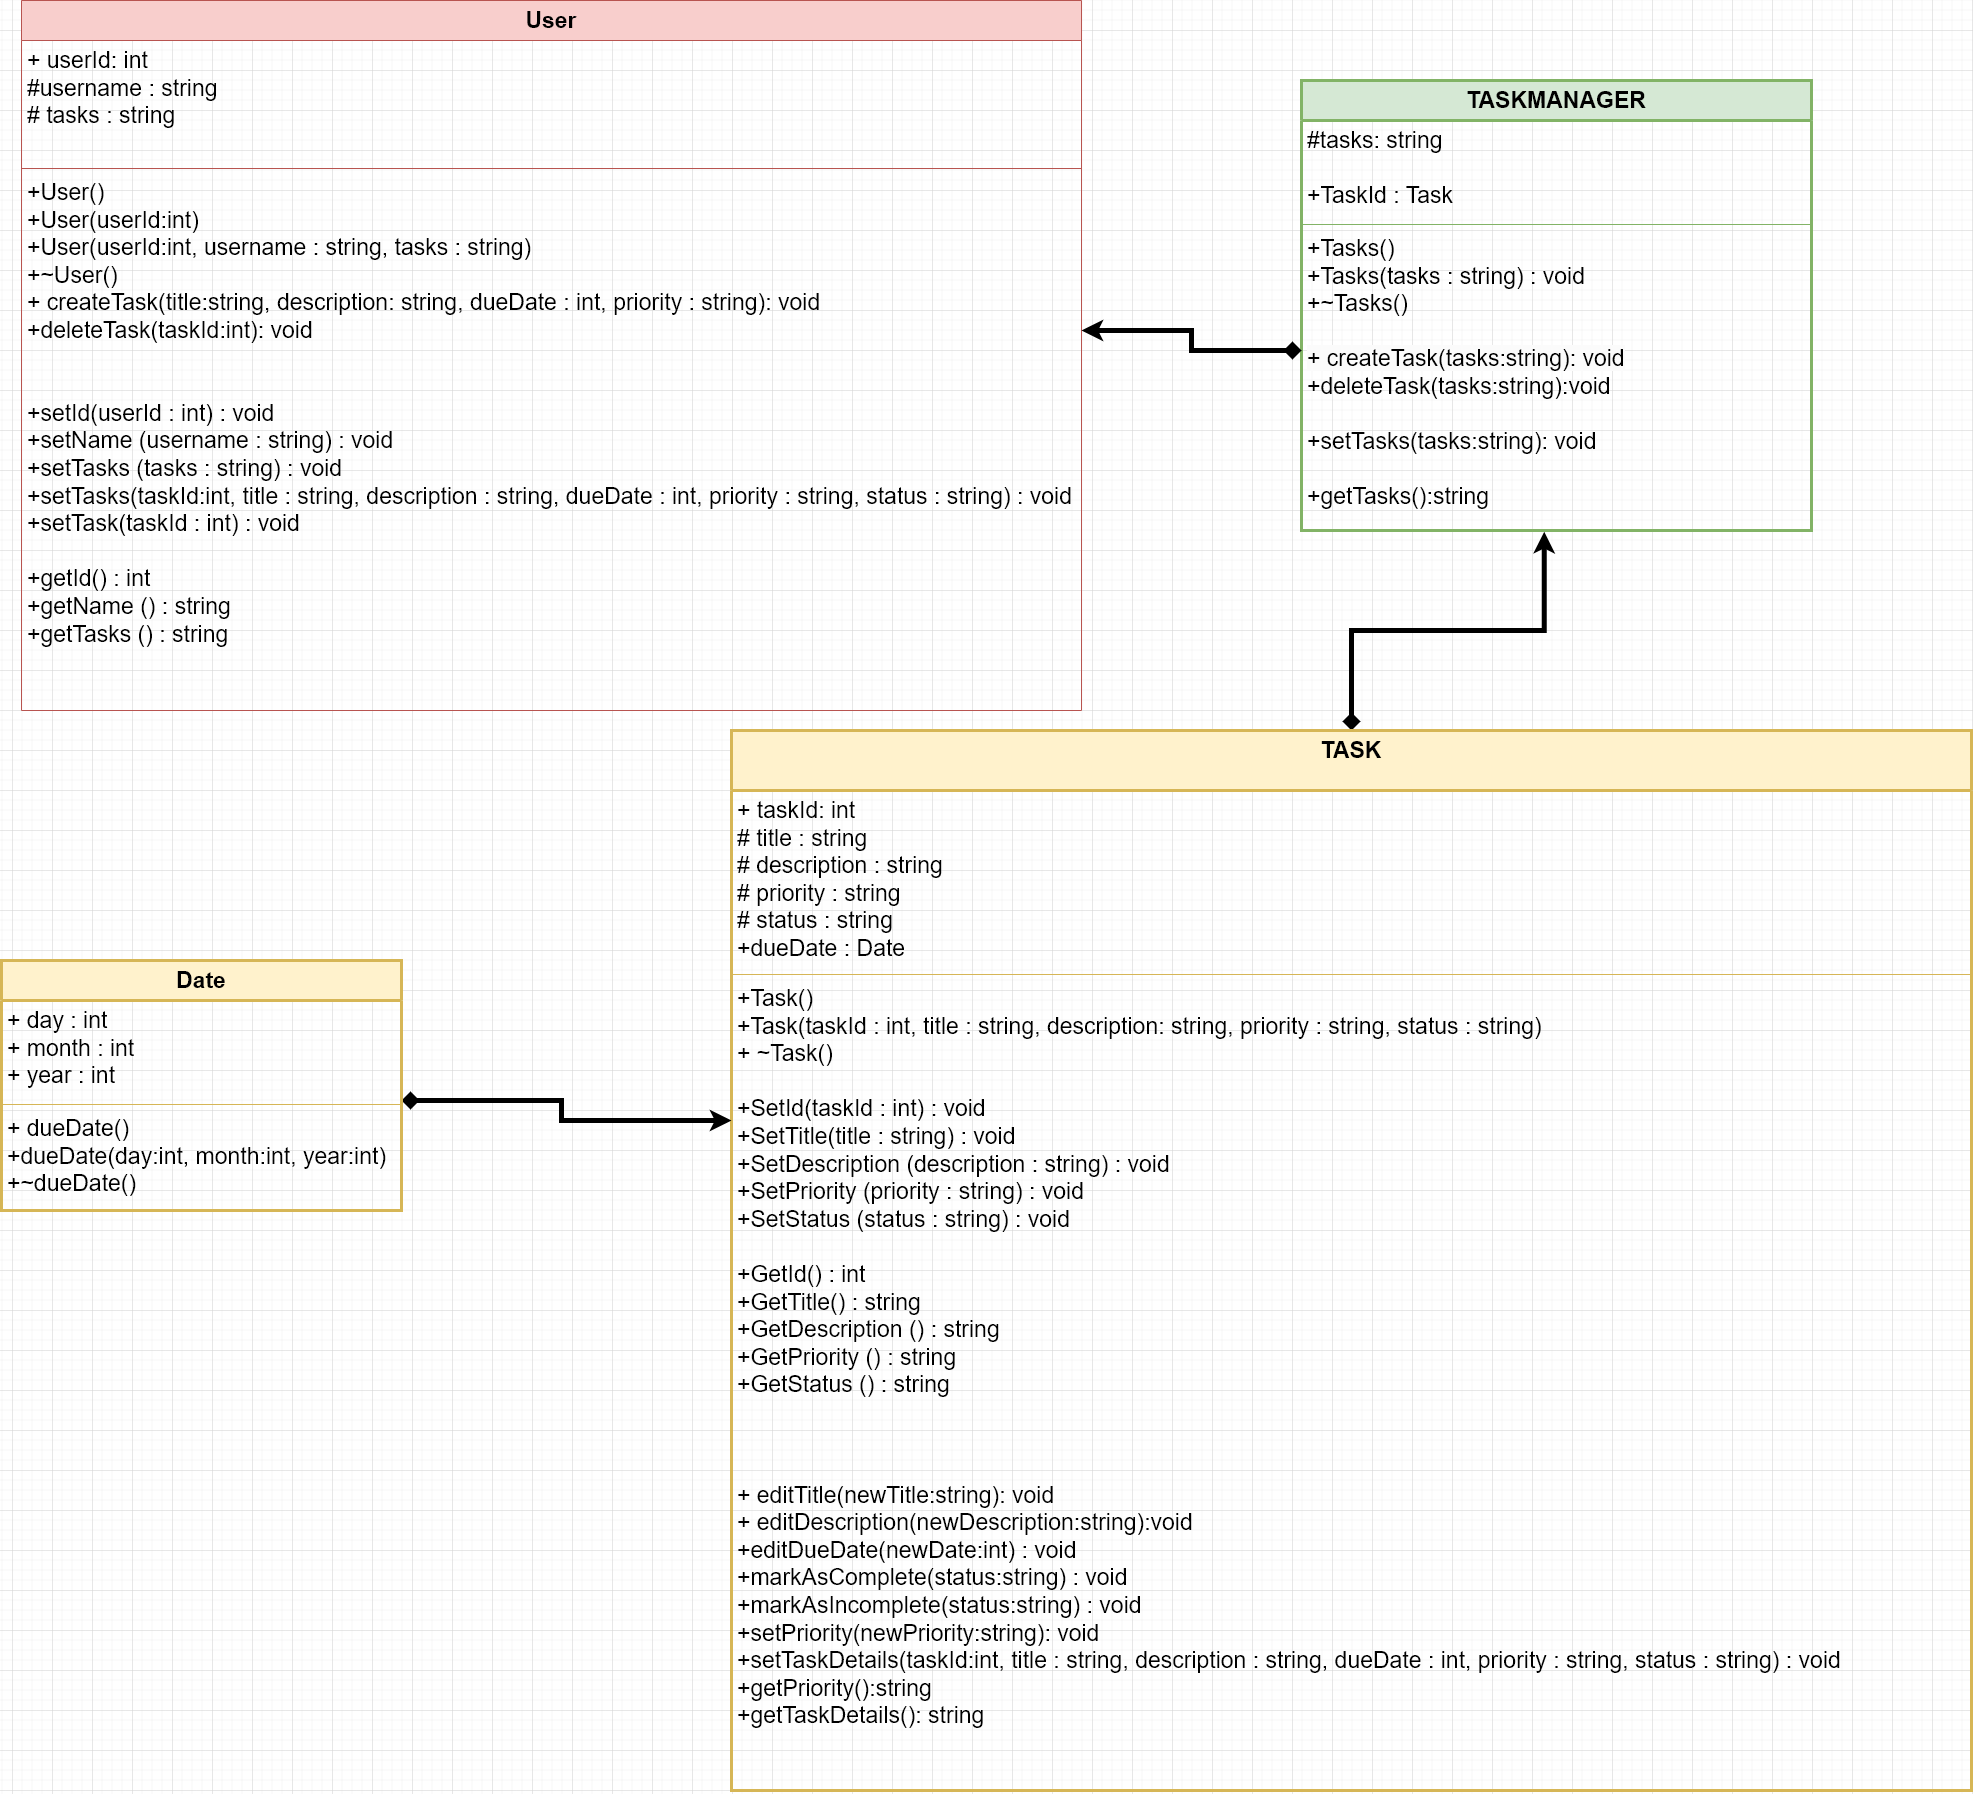 User
+ userId: int
#username : string
# tasks : string
+User()
+User(userId:int)
+User(userId:int, username : string, tasks : string)
+~User()
+ createTask(title:string, description: string, dueDate : int, priority : string): void
+deleteTask(taskId:int): void
+setId(userId : int) : void
+setName (username : string) : void
+setTasks (tasks : string) : void
+setTasks(taskId:int, title : string, description : string, dueDate : int, priority : string, status : string) : void
+setTask(taskId : int) : void
+getId() : int
+getName () : string
+getTasks () : string
TASKMANAGER
#tasks: string
+TaskId : Task
+Tasks()
+Tasks(tasks : string) : void
+~Tasks()
+ createTask(tasks:string): void
+deleteTask(tasks:string):void
+setTasks(tasks:string): void
+getTasks():string
TASK
+ taskId: int
# title : string
# description : string
# priority : string
# status : string
+dueDate : Date
+Task()
+Task(taskId : int, title : string, description: string, priority : string, status : string)
+ ~Task()
+SetId(taskId : int) : void
+SetTitle(title : string) : void
+SetDescription (description : string) : void
+SetPriority (priority : string) : void
+SetStatus (status : string) : void
+GetId() : int
+GetTitle() : string
+GetDescription () : string
+GetPriority () : string
+GetStatus () : string
+ editTitle(newTitle:string): void
+ editDescription(newDescription:string):void
+editDueDate(newDate:int) : void
+markAsComplete(status:string) : void
+markAsIncomplete(status:string) : void
+setPriority(newPriority:string): void
+setTaskDetails(taskId:int, title : string, description : string, dueDate : int, priority : string, status : string) : void
+getPriority():string
+getTaskDetails(): string
Date
+ day : int
+ month : int
+ year : int
+ dueDate()
+dueDate(day:int, month:int, year:int)
+~dueDate()